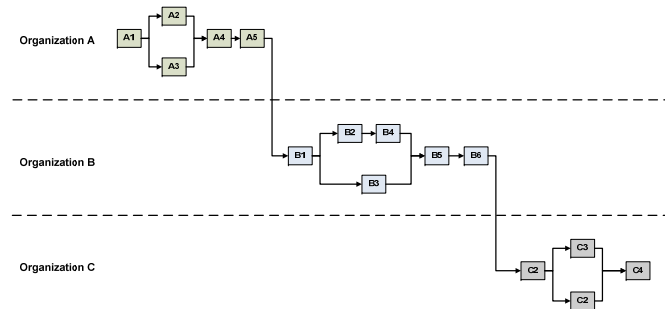 A2
Organization A
A1
A4
A5
A3
B2
B4
Organization B
B1
B5
B6
B3
C3
Organization C
C2
C4
C2